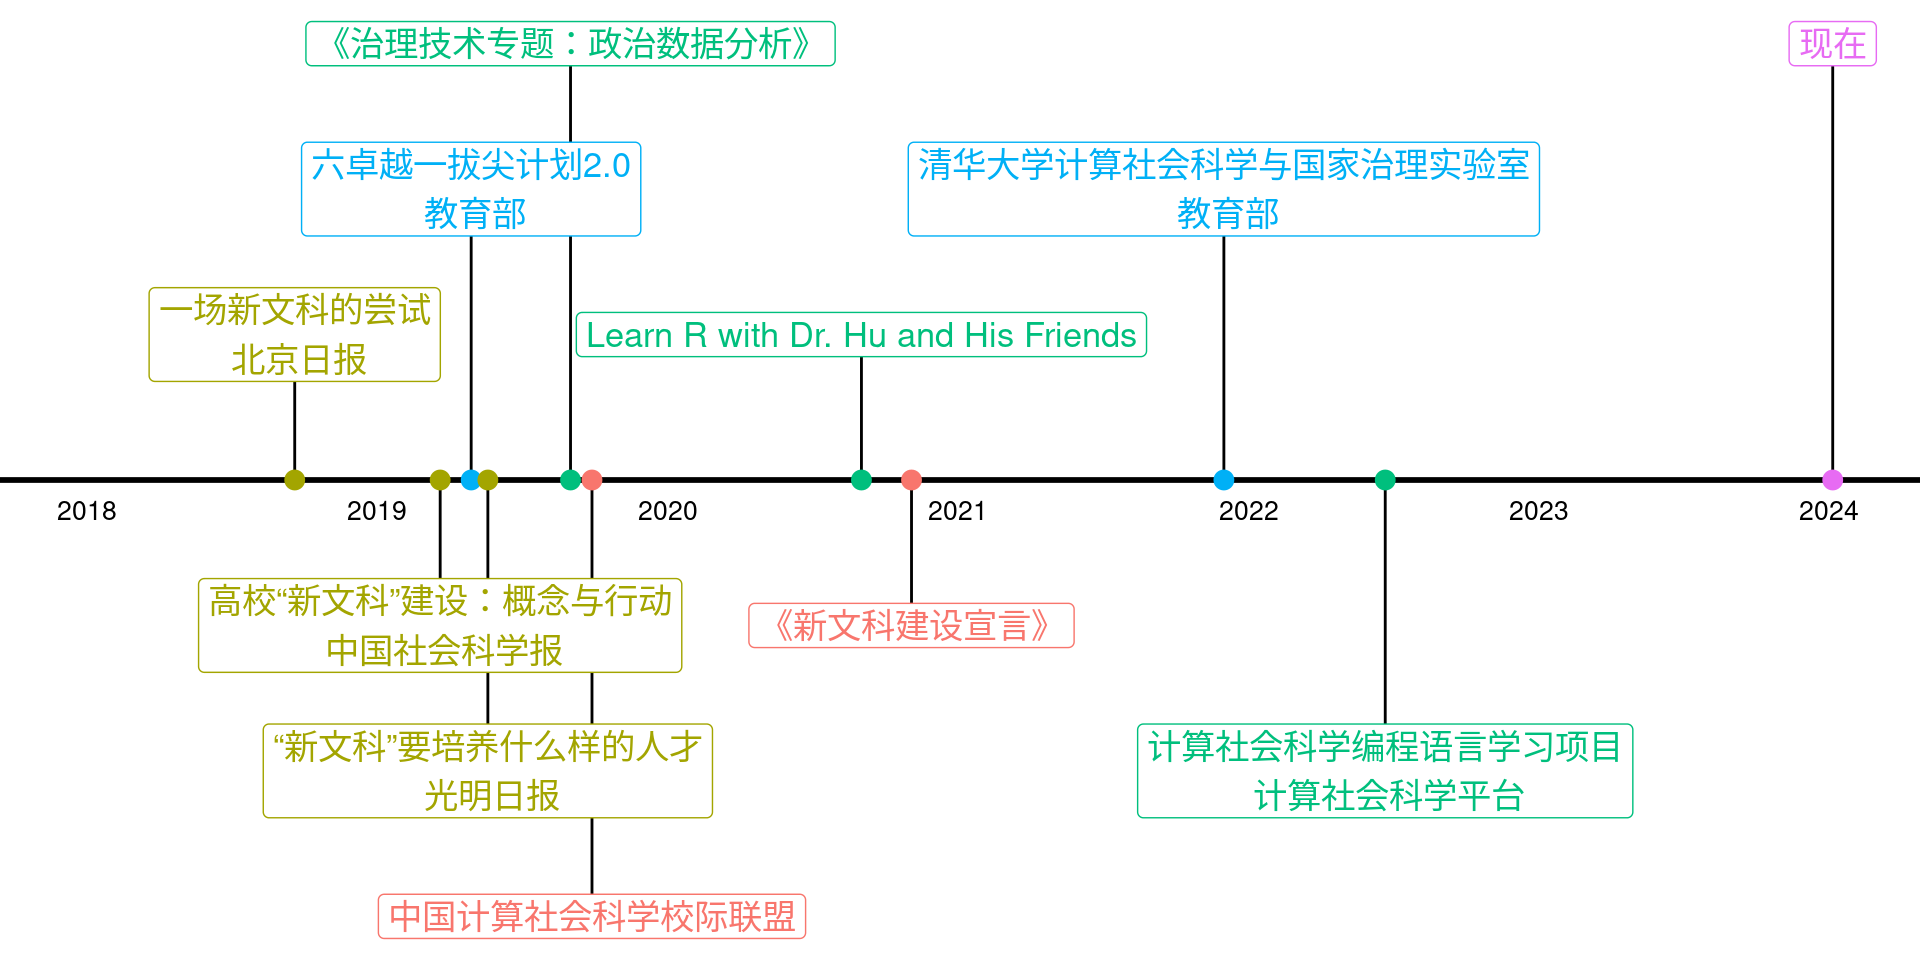 《治理技术专题：政治数据分析》
现在
六卓越一拔尖计划2.0
教育部
清华大学计算社会科学与国家治理实验室
教育部
一场新文科的尝试
北京日报
Learn R with Dr. Hu and His Friends
2018
2019
2020
2021
2022
2023
2024
高校“新文科”建设：概念与行动
中国社会科学报
《新文科建设宣言》
“新文科”要培养什么样的人才
光明日报
计算社会科学编程语言学习项目
计算社会科学平台
中国计算社会科学校际联盟